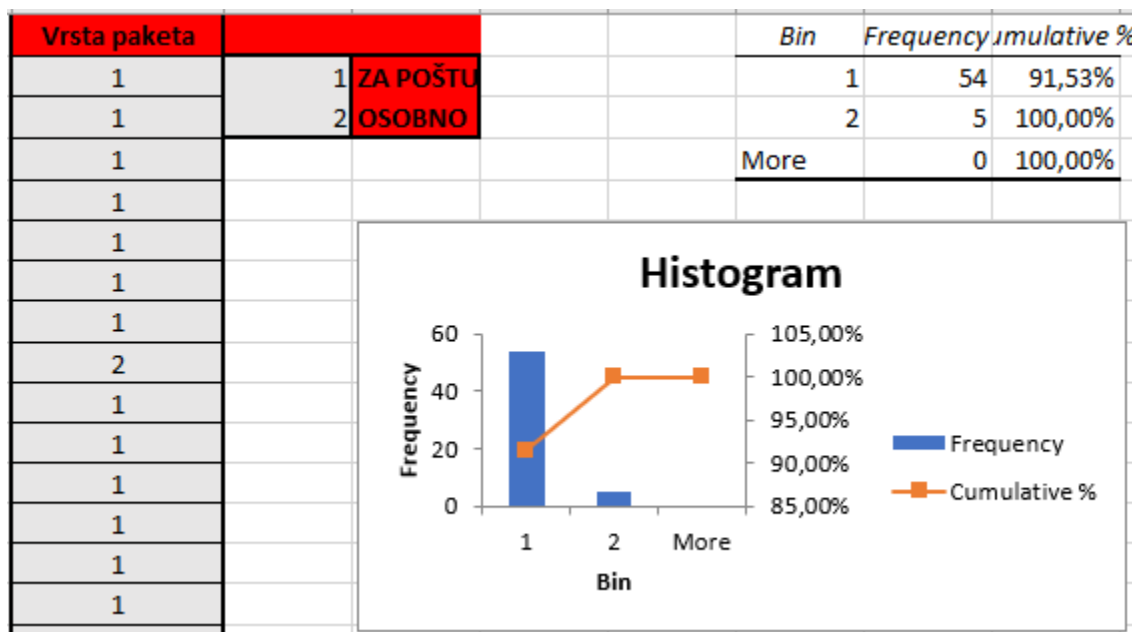 Vrsta paketa Bin Frequency umulative %
1 1 ZA POŠTU 1 54 91,53%
1 2 OSOBNO 2 5 100,00%
1 More 0 100,00%
1
1
1
1
2
1
1
1
1
1
1
Histogram
60 105,00%
40 100,00%
95,00%
20 90,00%
0 85,00%
Frequency
1 2 More
Bin
Frequency
Cumulative %